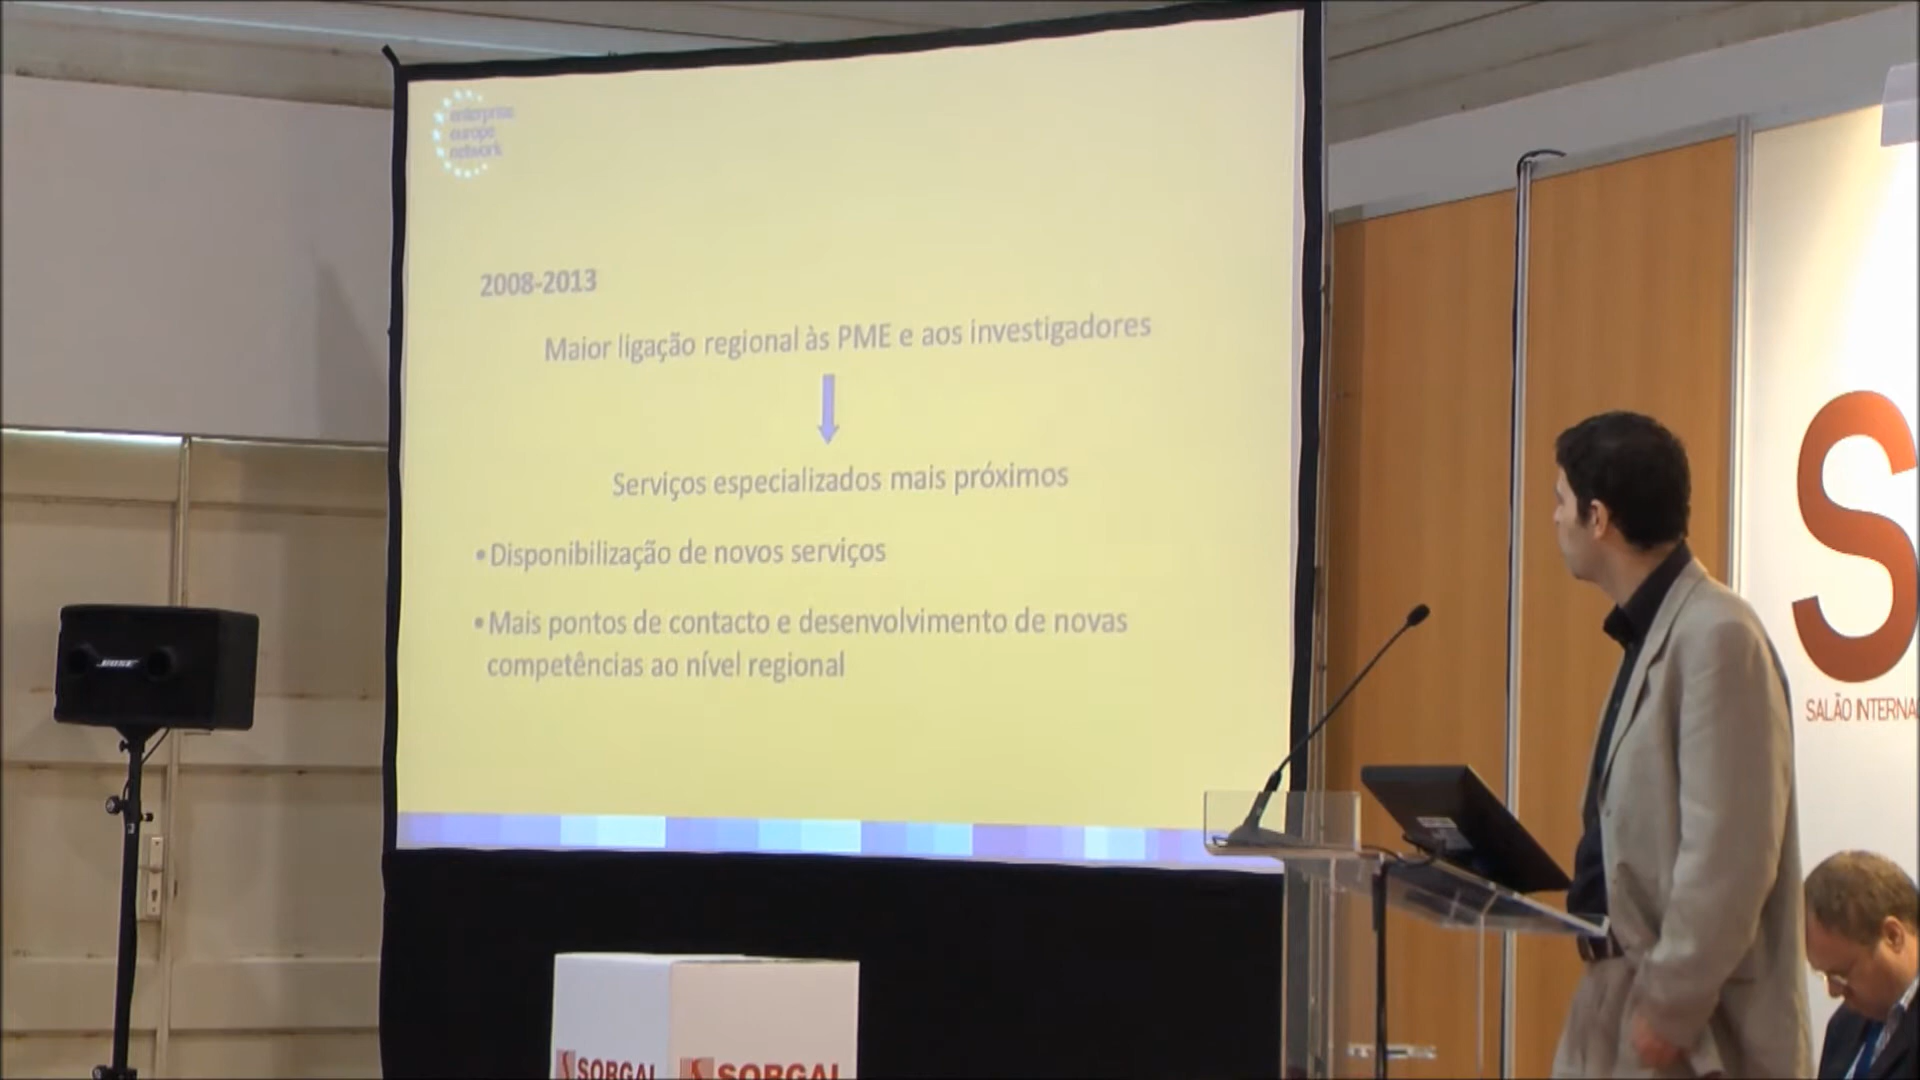 enterprise
europe
network
2008-2013
Maior ligação regional às PME e aos investigadores
Serviços especializados mais próximos
• Disponibilização de novos serviços
• Mais pontos de contacto e desenvolvimento de novas
competências ao nível regional
BOSE
S
SALÃO INTERNA
SORGAL
SORGAL